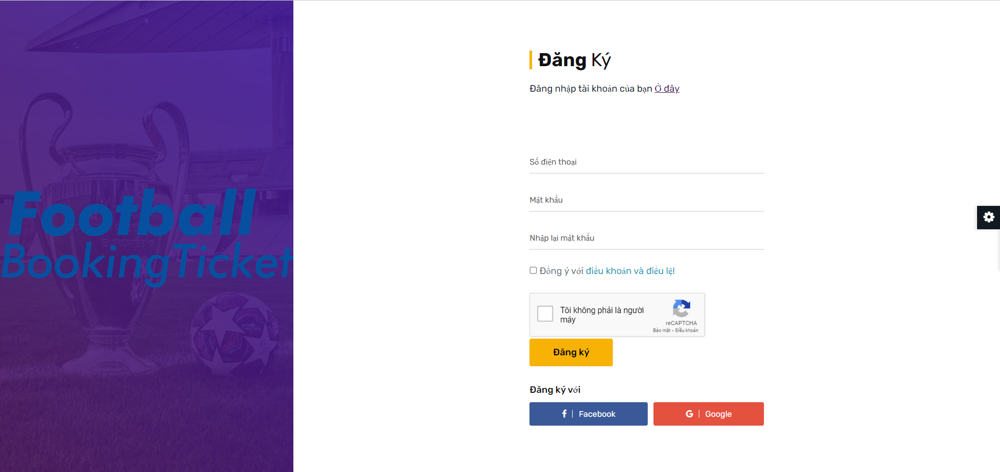 Football
BookingTicket
Đăng Ký
Đăng nhập tài khoản của bạn Ở đây
Số điện thoại
Mật khẩu
Nhập lại mật khẩu
Đồng ý với điều khoản và điều lệ!
Tôi không phải là người
máy
reCAPTCHA
Bảo mật - Điều khoản
Đăng ký
Đăng ký với
Facebook
Google